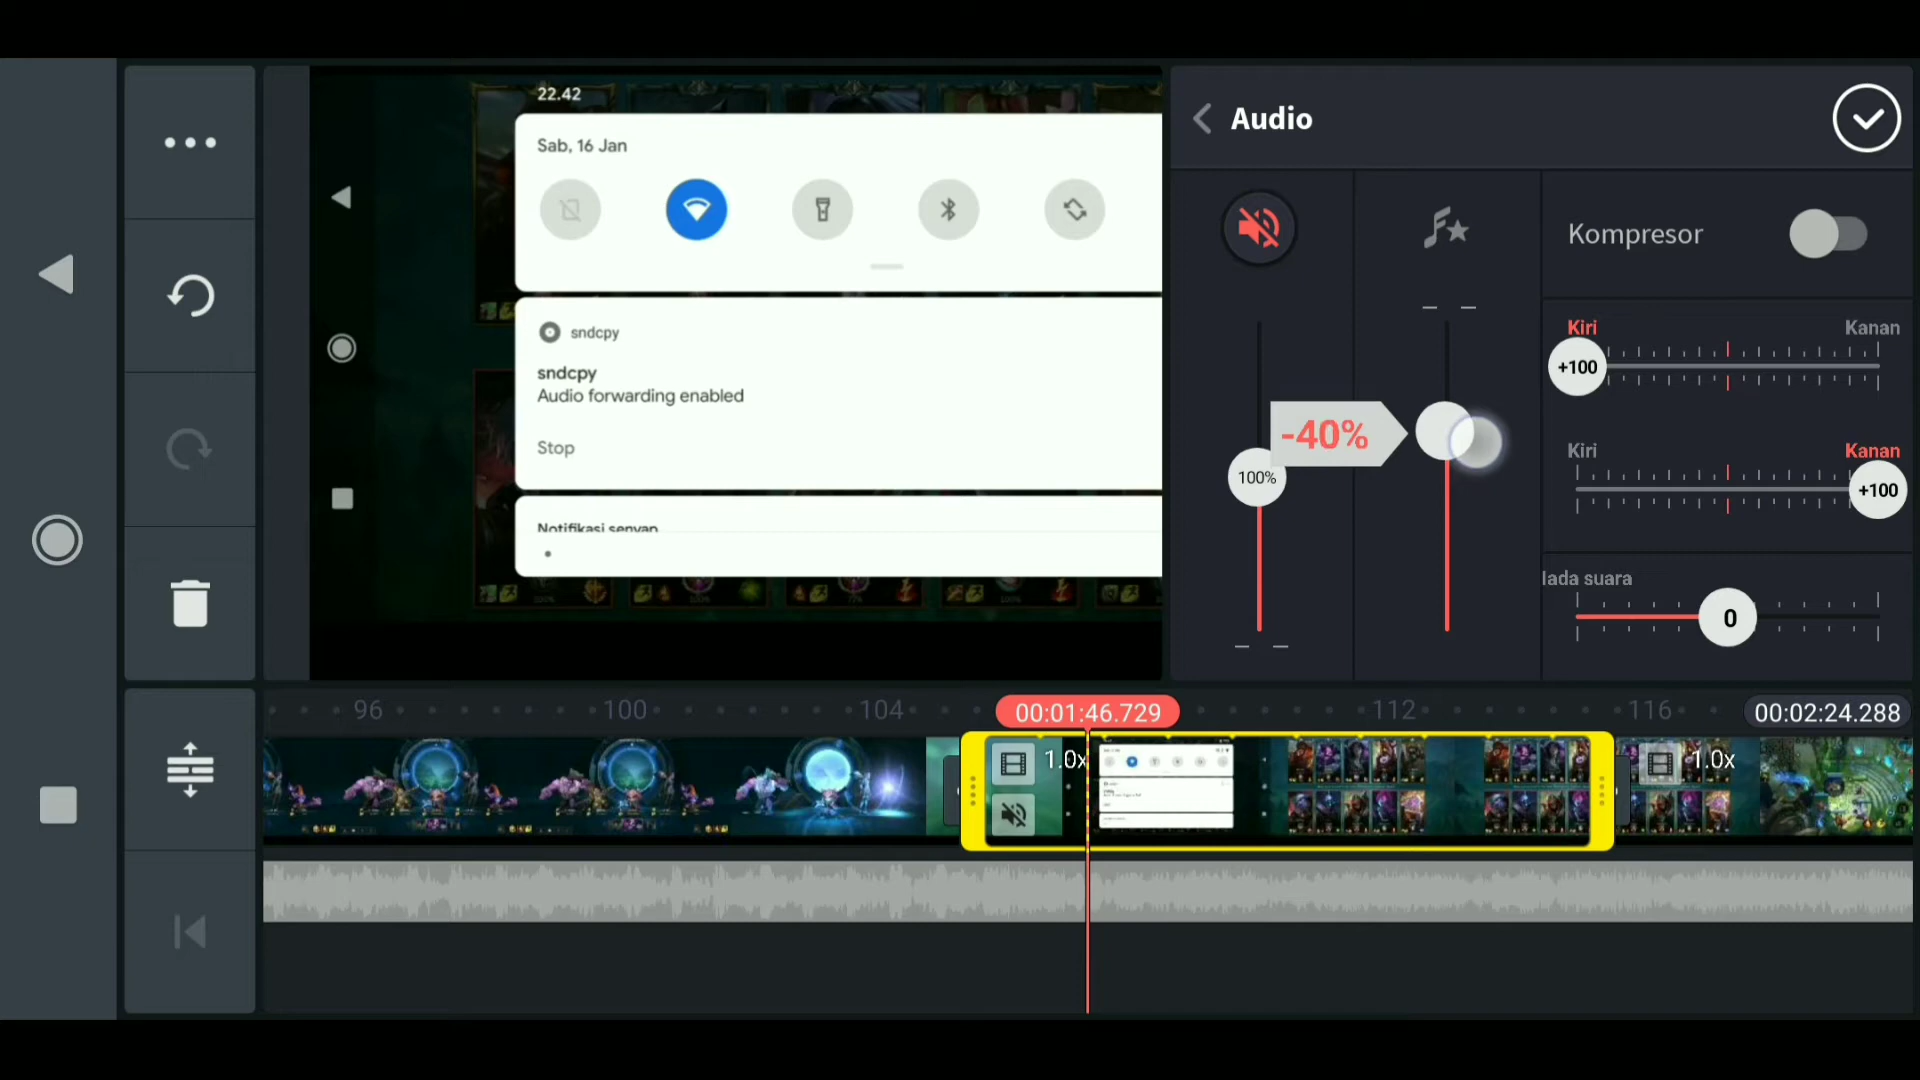 22.42
Sab, 16 Jan
sndcpy
sndcpy
Audio forwarding enabled
Stop
Notifikasi senyap
Audio
Kompresor
Kiri
Kanan
+100
-40%
100%
Kiri
Kanan
+100
lada suara
0
96
100
104
00:01:46.729
112
116
00:02:24.288
1.0x
1.0x